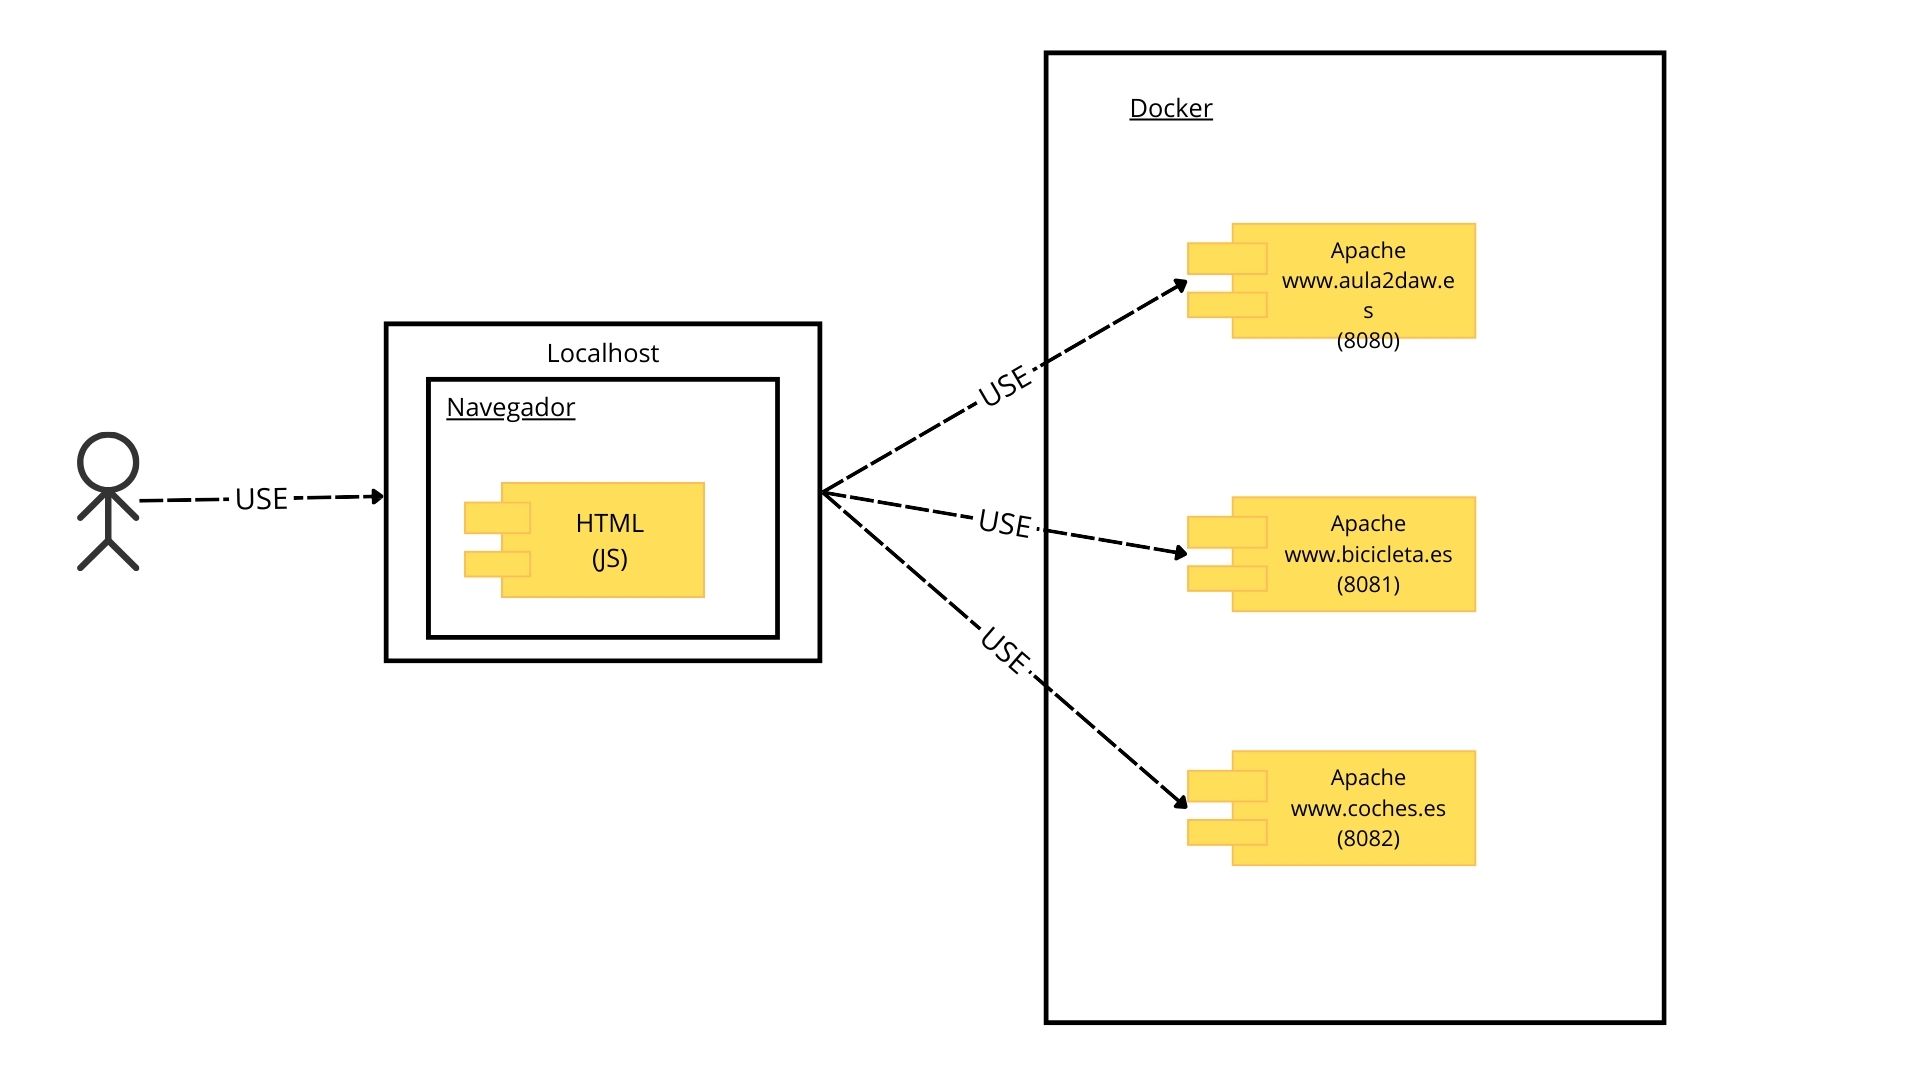 USE
Localhost
Navegador
HTML
(JS)
USE
USE
USE
Docker
Apache
www.aula2daw.e
s
(8080)
Apache
www.bicicleta.es
(8081)
Apache
www.coches.es
(8082)